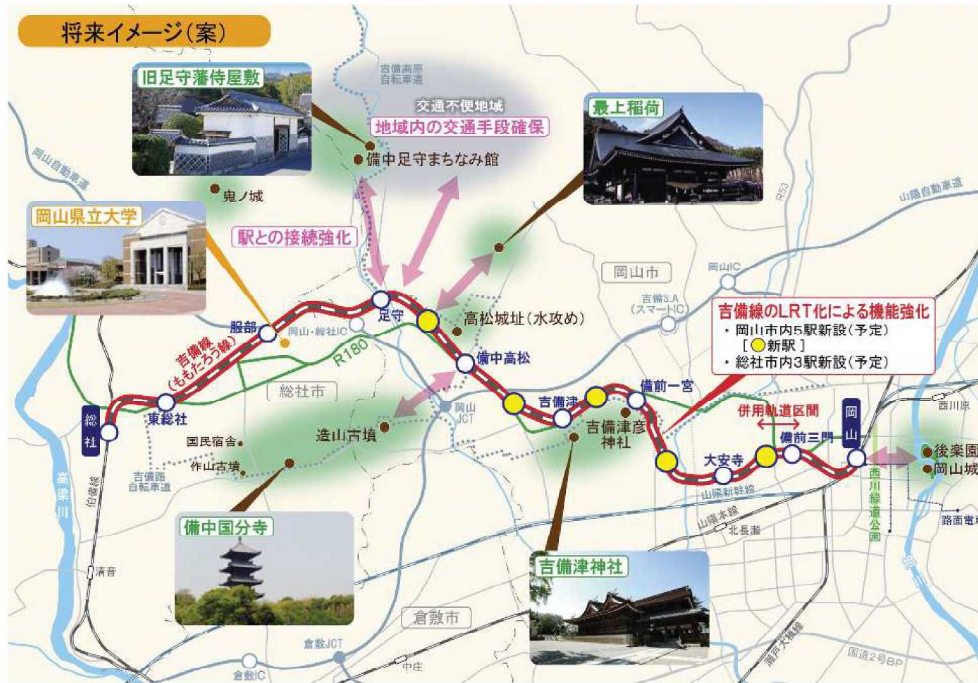 将来イメージ（案）
旧足守藩侍屋敷
吉備高原
自転車道
交通不便地域
地域内の交通手段確保
備中足守まちなみ館
最上稲荷
岡山自動車道
鬼ノ城
R53
山陽自動車道
岡山県立大学
駅との接続強化
岡山市
岡山IC
吉備S.A
（スマートIC）
足守
服部
岡山・総社IC
高松城址（水攻め）
吉備線のLRT化による機能強化
・岡山市内5駅新設（予定）
［ 新駅］
・総社市内3駅新設（予定）
吉備線
（ももたろう線）
R180
備中高松
総社市
東総社
総社
岡山
JCT
吉備津
備前一宮
併用軌道区間
岡山
西川原
造山古墳
国民宿舎
作山古墳
吉備路
自転車道
吉備津彦
神社
備前三門
大安寺
後楽園
岡山城
高梁川
伯備線
山陽新幹線
山陽本線
北長瀬
西川緑道公園
路面電車
備中国分寺
吉備津神社
清音
倉敷市
倉敷JCT
倉敷IC
中庄
瀬戸大橋線
国道2号BP